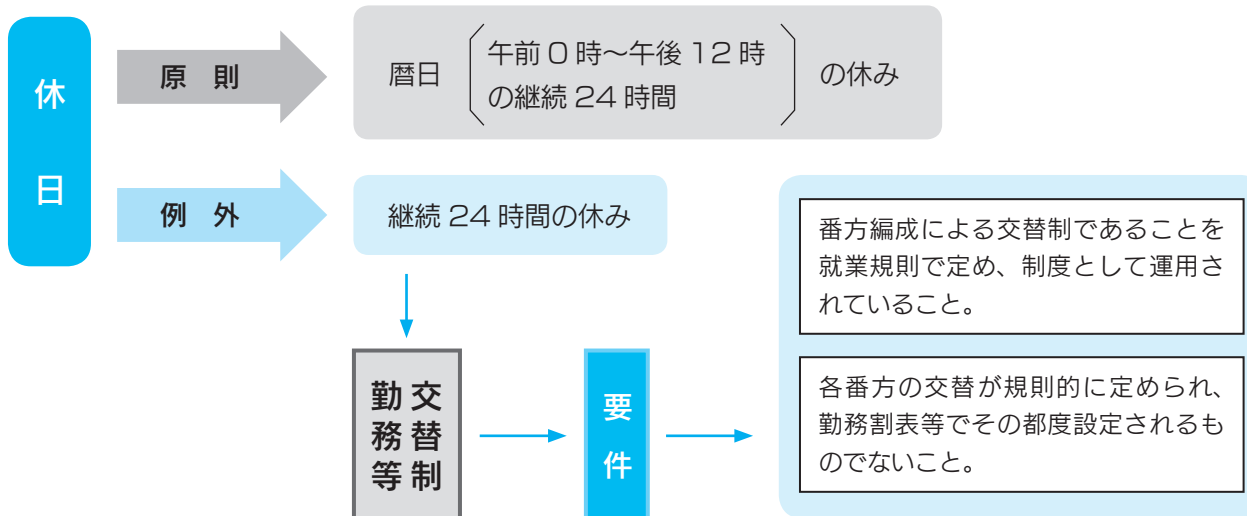 休日
原 則
暦日
午前0時～午後12時
の継続24時間
の休み
例 外
継続24時間の休み
交替制
勤務等
要件
番方編成による交替制であることを
就業規則で定め、制度として運用さ
れていること。
各番方の交替が規則的に定められ、
勤務割表等でその都度設定されるも
のでないこと。